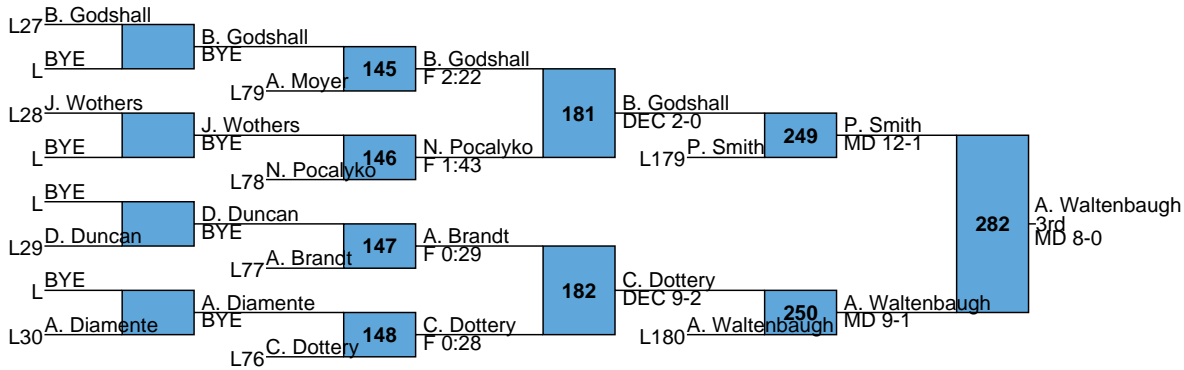 L27 B. Godshall
L BYE
B. Godshall
BYE
L79 A. Moyer
145
B. Godshall
F 2:22
L28 J. Wothers
L BYE
J. Wothers
BYE
L78 N. Pocalyko
146
N. Pocalyko
F 1:43
181
B. Godshall
DEC 2-0
L179 P. Smith
249
P. Smith
MD 12-1
L BYE
L29 D. Duncan
D. Duncan
BYE
L77 A. Brandt
147
A. Brandt
F 0:29
L BYE
L30 A. Diamente
A. Diamente
BYE
L76 C. Dottery
148
C. Dottery
F 0:28
182
C. Dottery
DEC 9-2
L180 A. Waltenbaugh
250
A. Waltenbaugh
MD 9-1
282
A. Waltenbaugh
3rd
MD 8-0